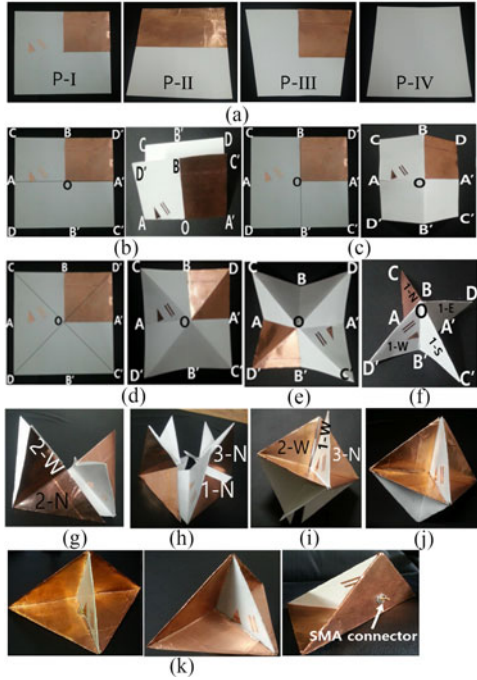 P-I P-II P-III P-IV
(a)
C B D' B' D C B D' B D
D' C B C'
A O A' A O A' A O A'
D B' C' A O A' D B' C' D' B' C'
(b) (c)
C B D' C B D C B D C B D
1-N
A O A' A O A' A O A' A O A' 1-E
1-W 1-S
D B' C' D' B' C' D' B' C' D' B' C'
(d) (e) (f)
2-W 3-N 2-W 1-W 3-N
2-N 1-N
(g) (h) (i) (j)
SMA connector
(k)